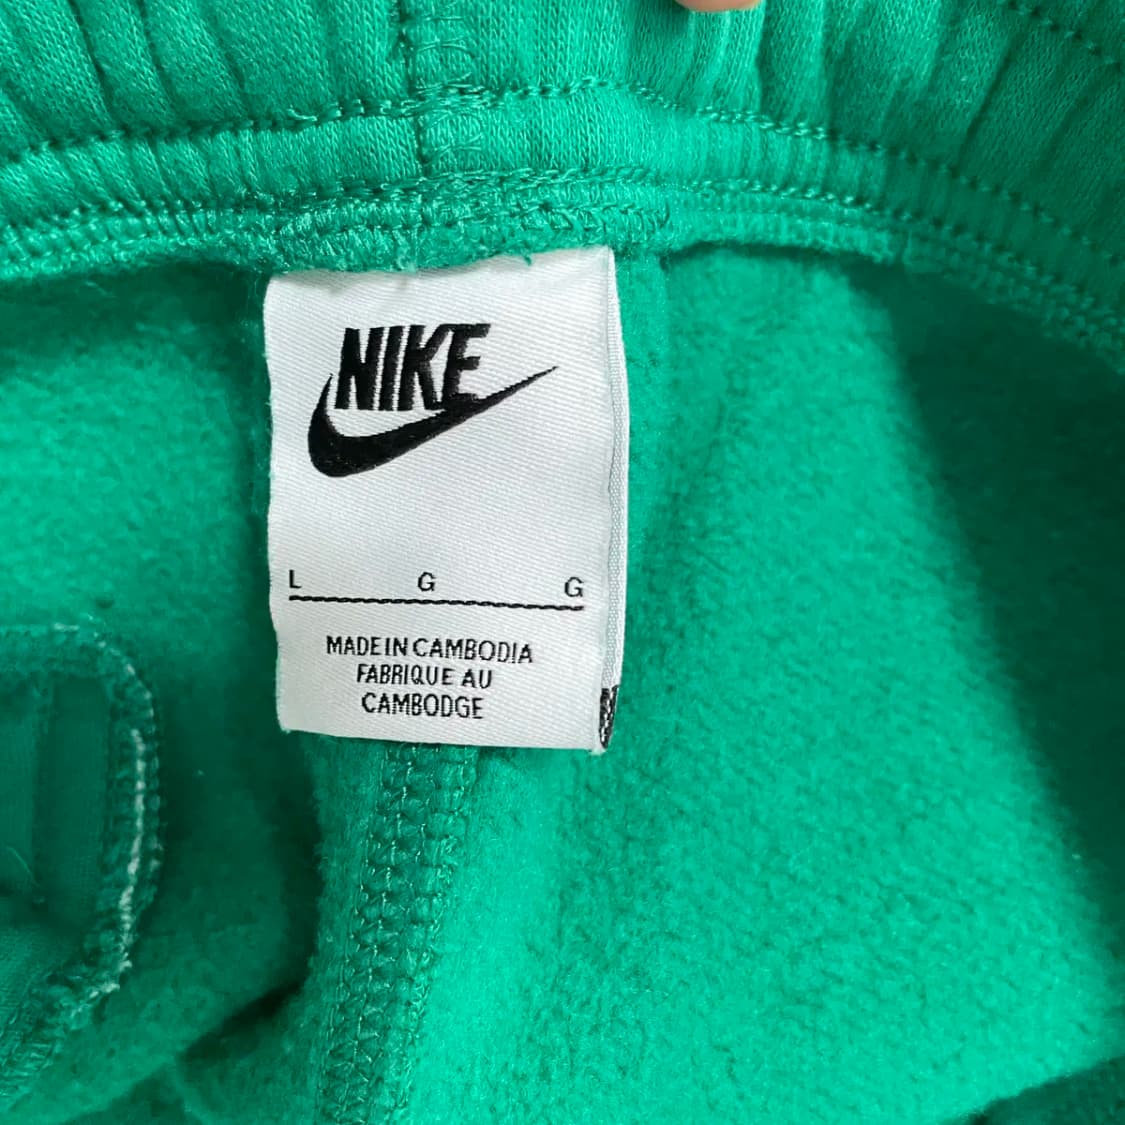 NIKE
L G G
MADE IN CAMBODIA
FABRIQUE AU
CAMBODGE